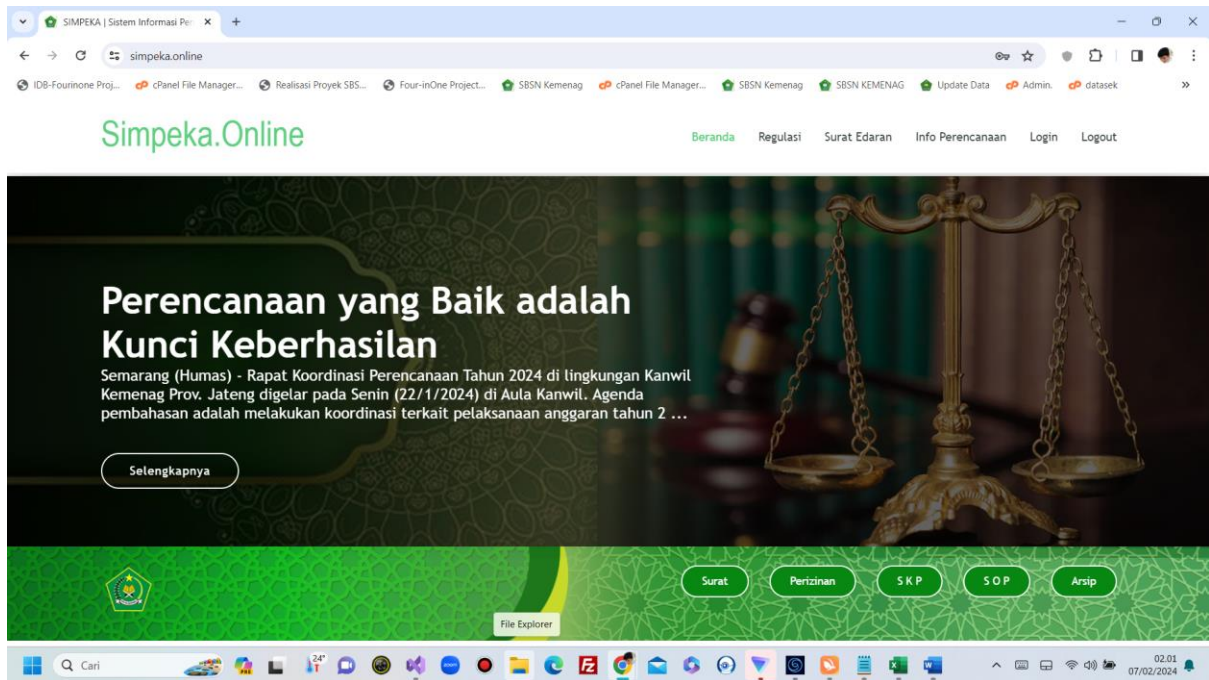 SIMPEKA | Sistem Informasi Per
simpeka.online
IDB-Fourinone Proj... cPanel File Manager... Realisasi Proyek SBS... Four-inOne Project... SBSN Kemenag cPanel File Manager... SBSN Kemenag SBSN KEMENAG Update Data Admin. datasek »
Simpeka.Online
Beranda Regulasi Surat Edaran Info Perencanaan Login Logout
Perencanaan yang Baik adalah
Kunci Keberhasilan
Semarang (Humas) - Rapat Koordinasi Perencanaan Tahun 2024 di lingkungan Kanwil
Kemenag Prov. Jateng digelar pada Senin (22/1/2024) di Aula Kanwil. Agenda
pembahasan adalah melakukan koordinasi terkait pelaksanaan anggaran tahun 2 ...
Selengkapnya
Surat Perizinan S K P S O P Arsip
File Explorer
Cari
24°
02.01
07/02/2024